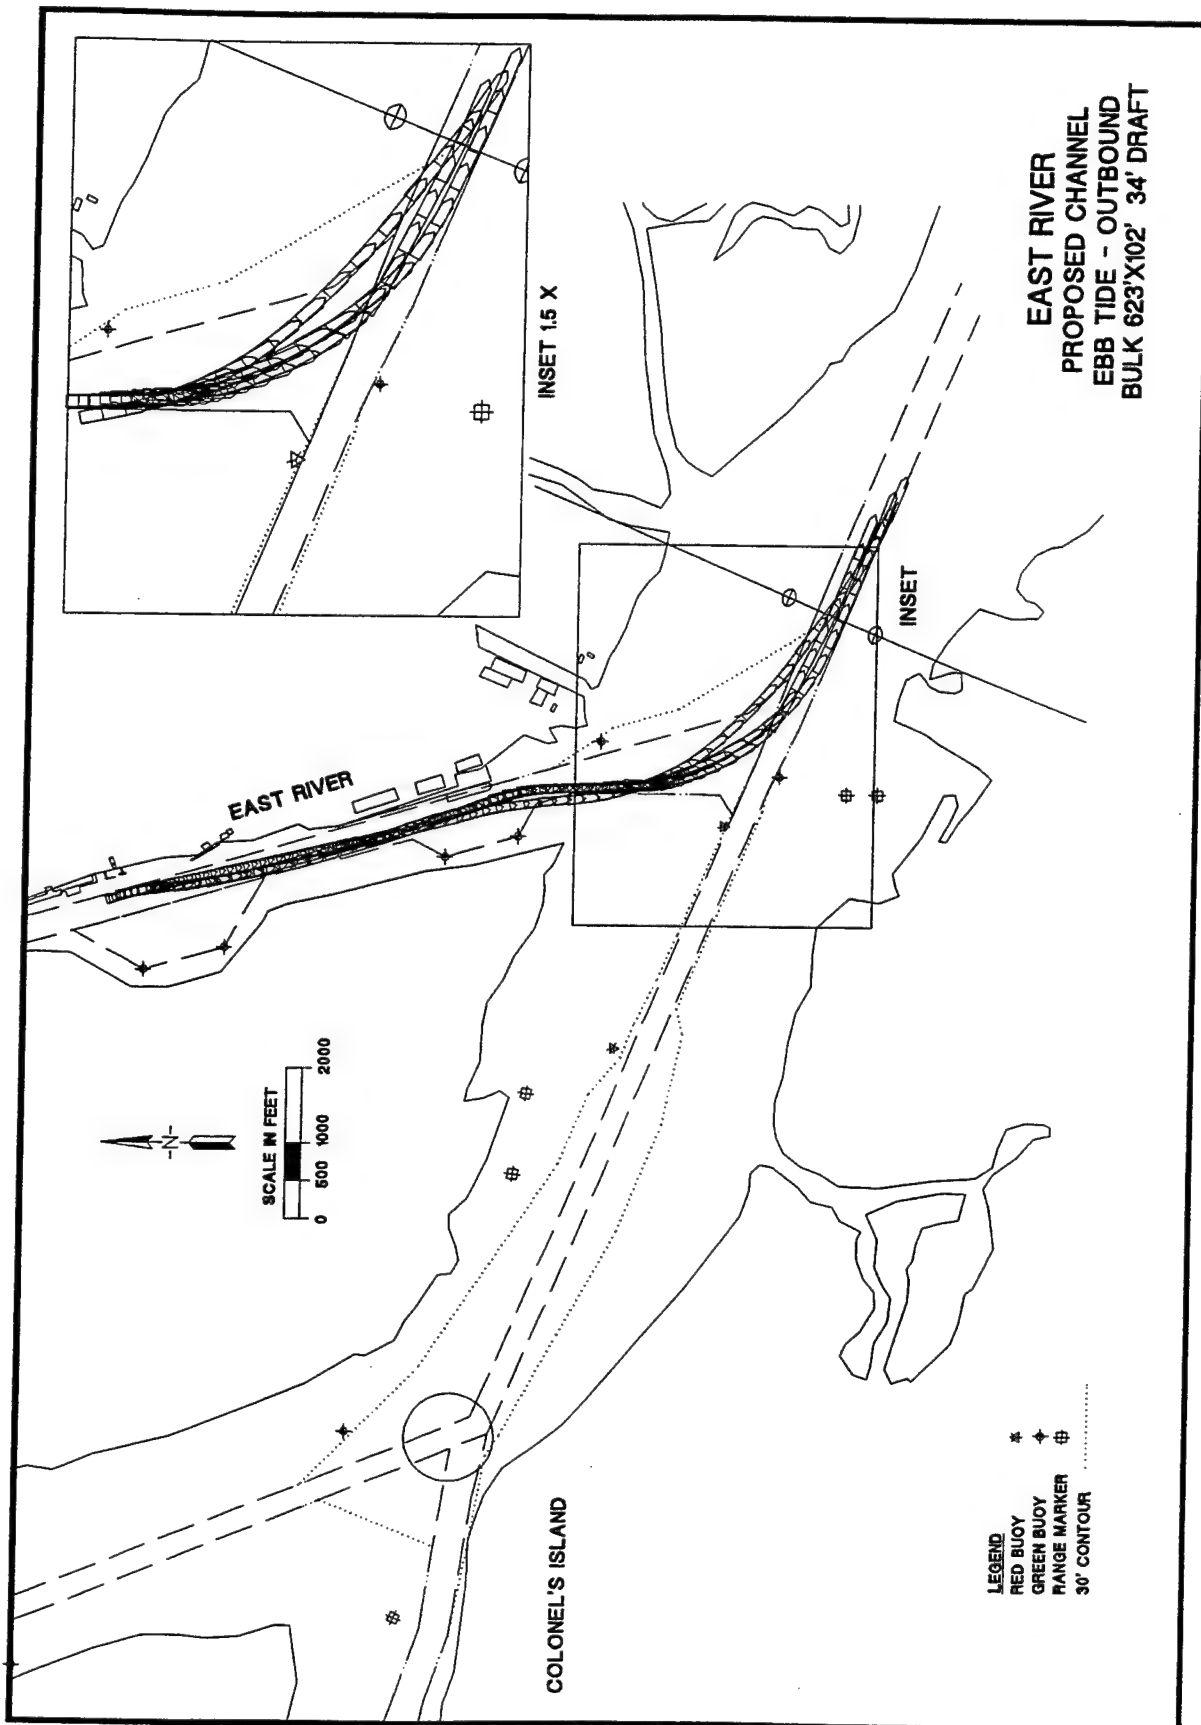 INSET 1.5 X
EAST RIVER
PROPOSED CHANNEL
EBB TIDE - OUTBOUND
BULK 623'X102' 34' DRAFT
EAST RIVER
INSET
-N-
SCALE IN FEET
0 500 1000 2000
COLONEL'S ISLAND
LEGEND
RED BUOY
GREEN BUOY
RANGE MARKER
30' CONTOUR